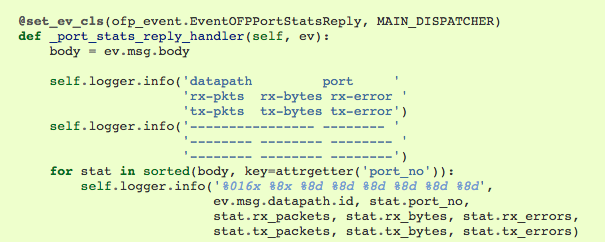 @set_ev_cls(ofp_event.EventOFPPortStatsReply, MAIN_DISPATCHER)
def _port_stats_reply_handler(self, ev):
    body = ev.msg.body

    self.logger.info('datapath         port     '
                     'rx-pkts  rx-bytes rx-error '
                     'tx-pkts  tx-bytes tx-error')
    self.logger.info('---------------- -------- '
                     '-------- -------- -------- '
                     '-------- -------- --------')
    for stat in sorted(body, key=attrgetter('port_no')):
        self.logger.info('%016x %8x %8d %8d %8d %8d %8d %8d',
                         ev.msg.datapath.id, stat.port_no,
                         stat.rx_packets, stat.rx_bytes, stat.rx_errors,
                         stat.tx_packets, stat.tx_bytes, stat.tx_errors)